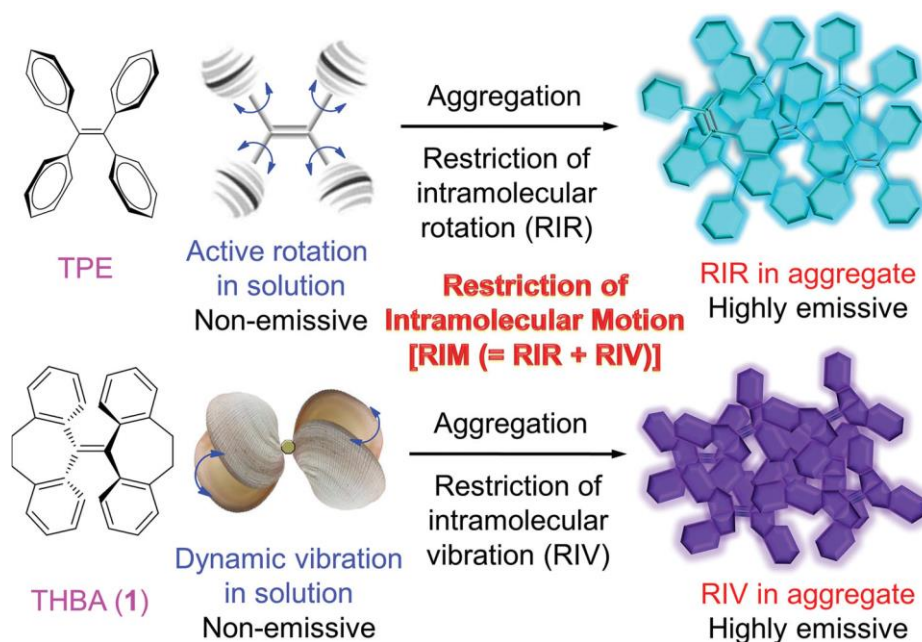 TPE
Active rotation
in solution
Non-emissive
Aggregation
Restriction of
intramolecular
rotation (RIR)
RIR in aggregate
Highly emissive
Restriction of
Intramolecular Motion
[RIM (= RIR + RIV)]
THBA (1)
Dynamic vibration
in solution
Non-emissive
Aggregation
Restriction of
intramolecular
vibration (RIV)
RIV in aggregate
Highly emissive